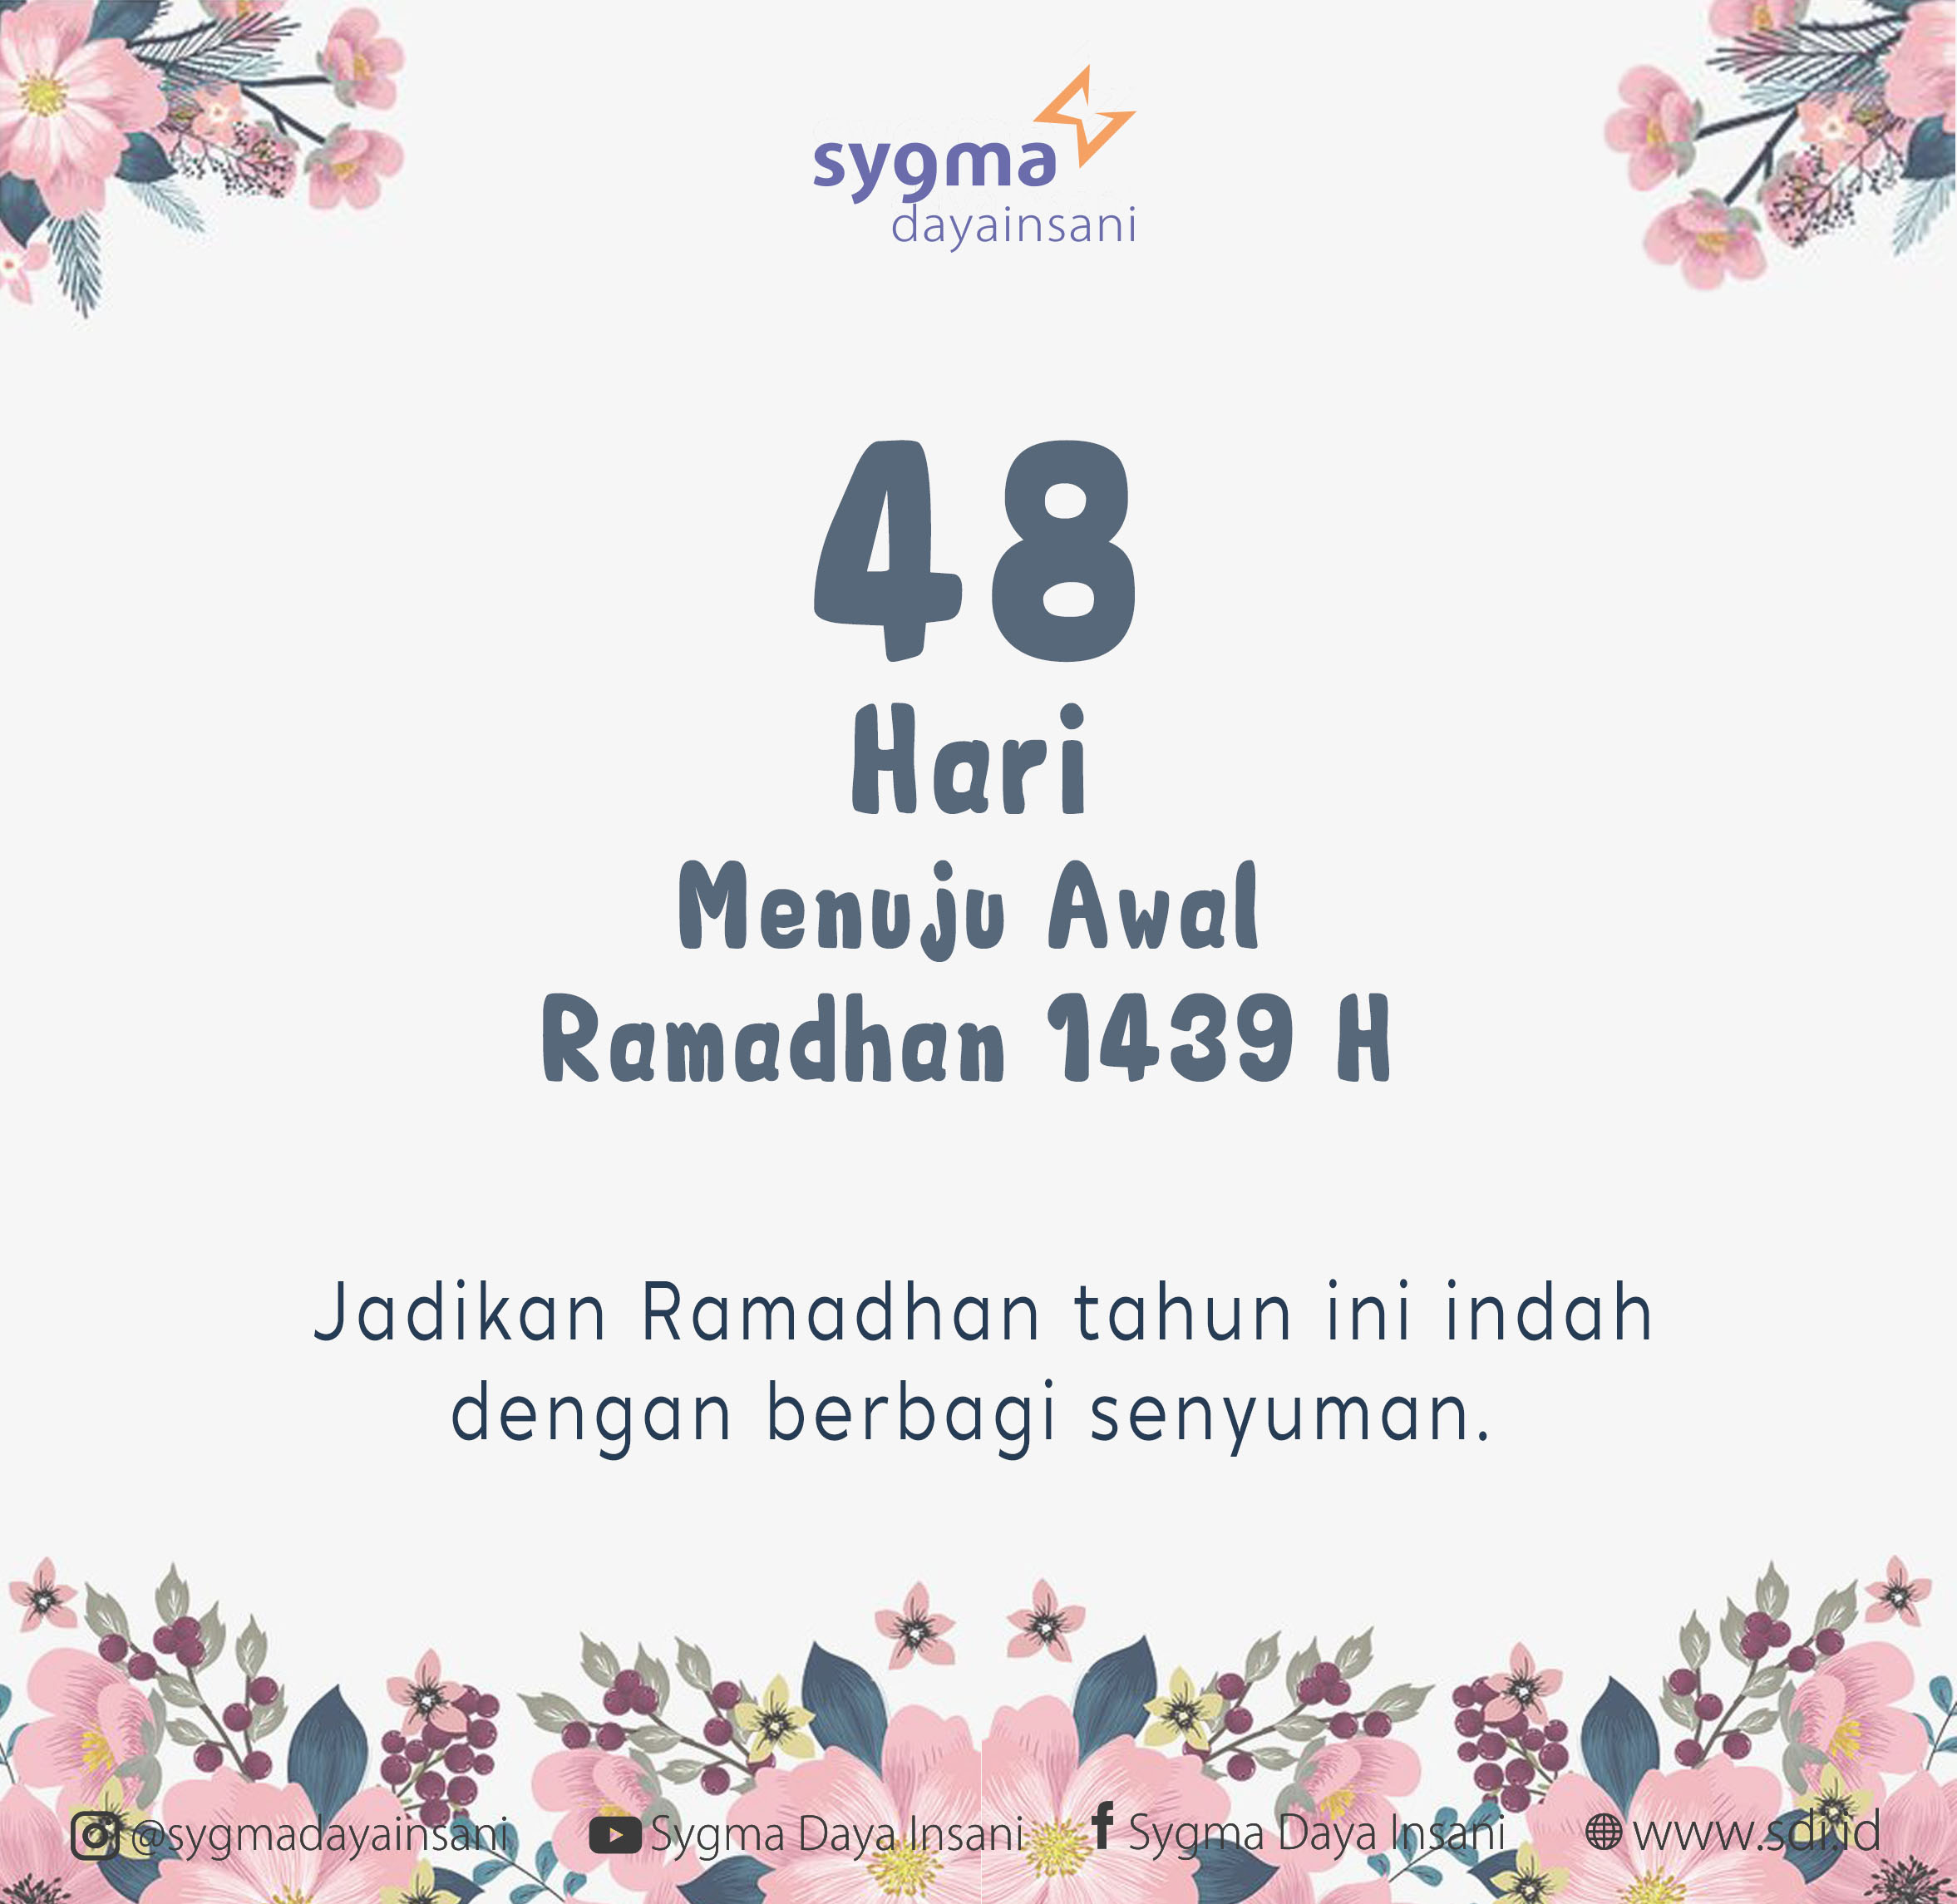 sygma
dayainsani
48
Hari
Menuju Awal
Ramadhan 1439 H
Jadikan Ramadhan tahun ini indah
dengan berbagi senyuman.
@sygmadayainsani Sygma Daya Insani Sygma Daya Insani www.sdi.id